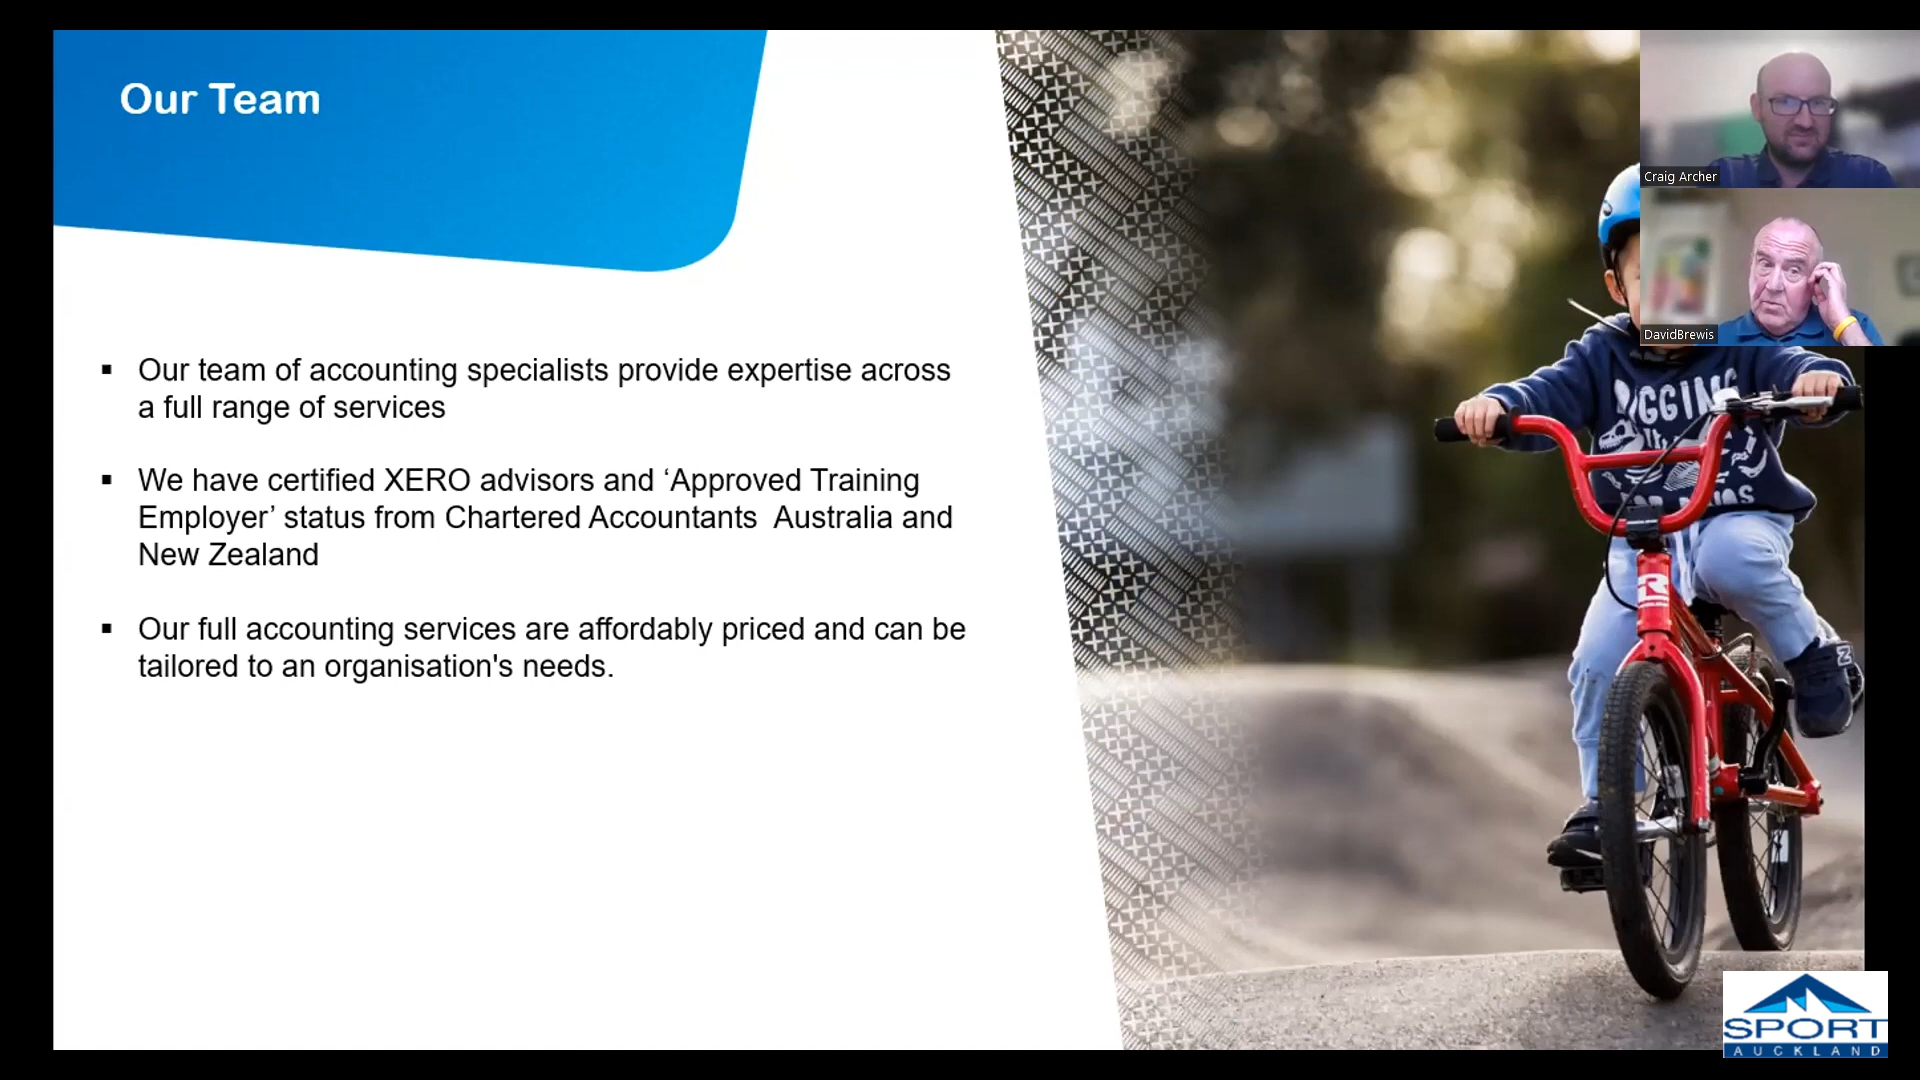 Our Team
▪ Our team of accounting specialists provide expertise across
a full range of services
▪ We have certified XERO advisors and ‘Approved Training
Employer’ status from Chartered Accountants  Australia and
New Zealand
▪ Our full accounting services are affordably priced and can be
tailored to an organisation's needs.
Craig Archer
DavidBrewis
SPORT
AUCKLAND